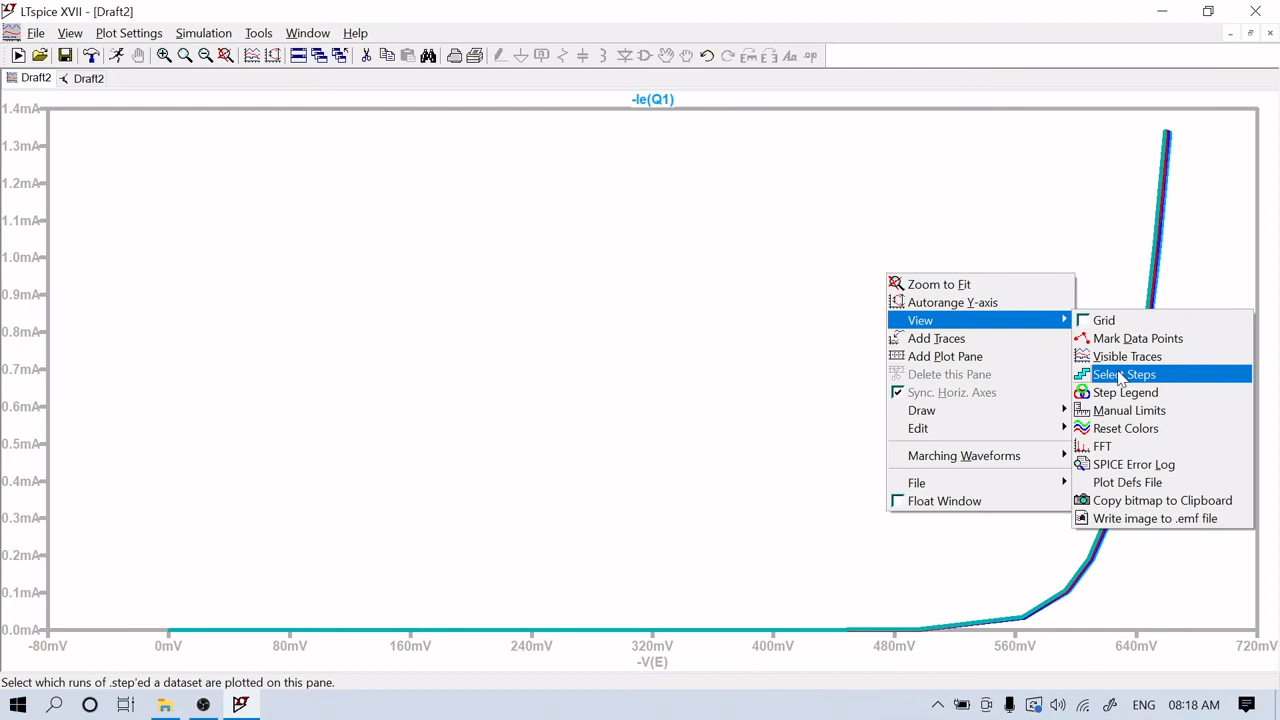 LTspice XVII - [Draft2]
File View Plot Settings Simulation Tools Window Help
Draft2 Draft2
-Ie(Q1)
1.4mA
1.3mA
1.2mA
1.1mA
1.0mA
0.9mA
0.8mA
0.7mA
0.6mA
0.5mA
0.4mA
0.3mA
0.2mA
0.1mA
0.0mA
-80mV 0mV 80mV 160mV 240mV 320mV 400mV 480mV 560mV 640mV 720mV
-V(E)
Zoom to Fit
Autorange Y-axis
View
Add Traces
Add Plot Pane
Delete this Pane
Sync. Horiz. Axes
Draw
Edit
Marching Waveforms
File
Float Window
Grid
Mark Data Points
Visible Traces
Select Steps
Step Legend
Manual Limits
Reset Colors
FFT
SPICE Error Log
Plot Defs File
Copy bitmap to Clipboard
Write image to .emf file
Select which runs of .step'ed a dataset are plotted on this pane.
ENG 08:18 AM